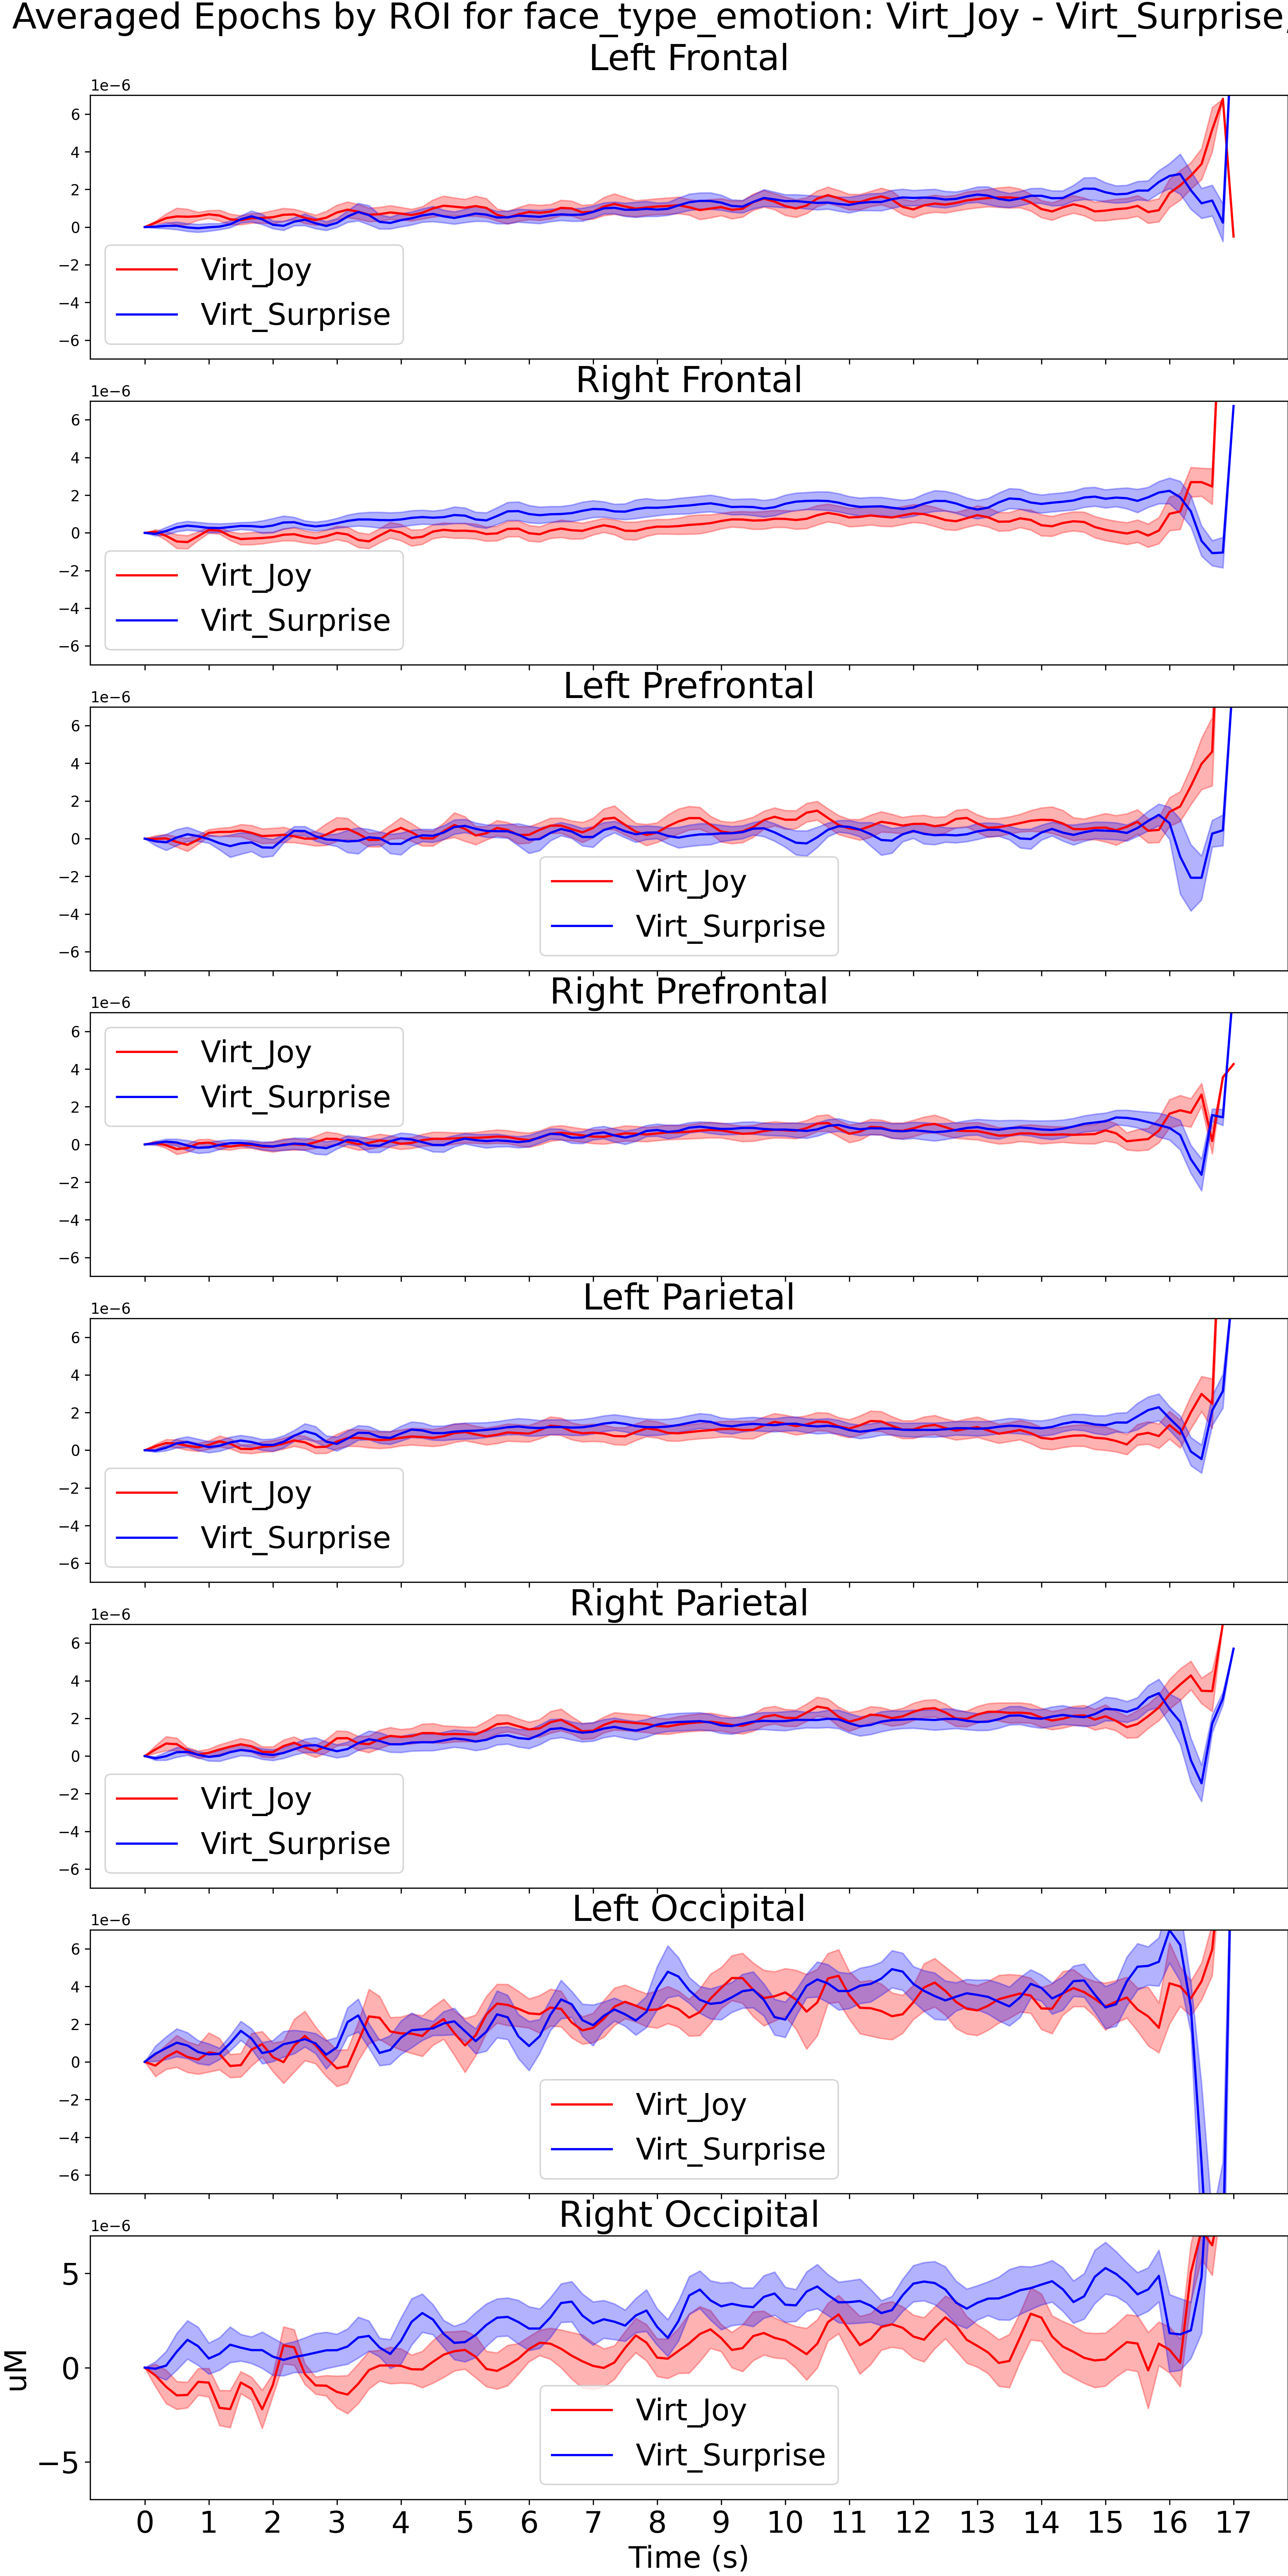 Averaged Epochs by ROI for face_type_emotion: Virt_Joy - Virt_Surprise,
Left Frontal
1e−6
6
4
2
0
−2
−4
−6
Virt_Joy
Virt_Surprise
Right Frontal
1e−6
6
4
2
0
−2
−4
−6
Virt_Joy
Virt_Surprise
Left Prefrontal
1e−6
6
4
2
0
−2
−4
−6
Virt_Joy
Virt_Surprise
Right Prefrontal
1e−6
6
4
2
0
−2
−4
−6
Virt_Joy
Virt_Surprise
Left Parietal
1e−6
6
4
2
0
−2
−4
−6
Virt_Joy
Virt_Surprise
Right Parietal
1e−6
6
4
2
0
−2
−4
−6
Virt_Joy
Virt_Surprise
Left Occipital
1e−6
6
4
2
0
−2
−4
−6
Virt_Joy
Virt_Surprise
Right Occipital
1e−6
5
0
−5
uM
Virt_Joy
Virt_Surprise
0 1 2 3 4 5 6 7 8 9 10 11 12 13 14 15 16 17
Time (s)